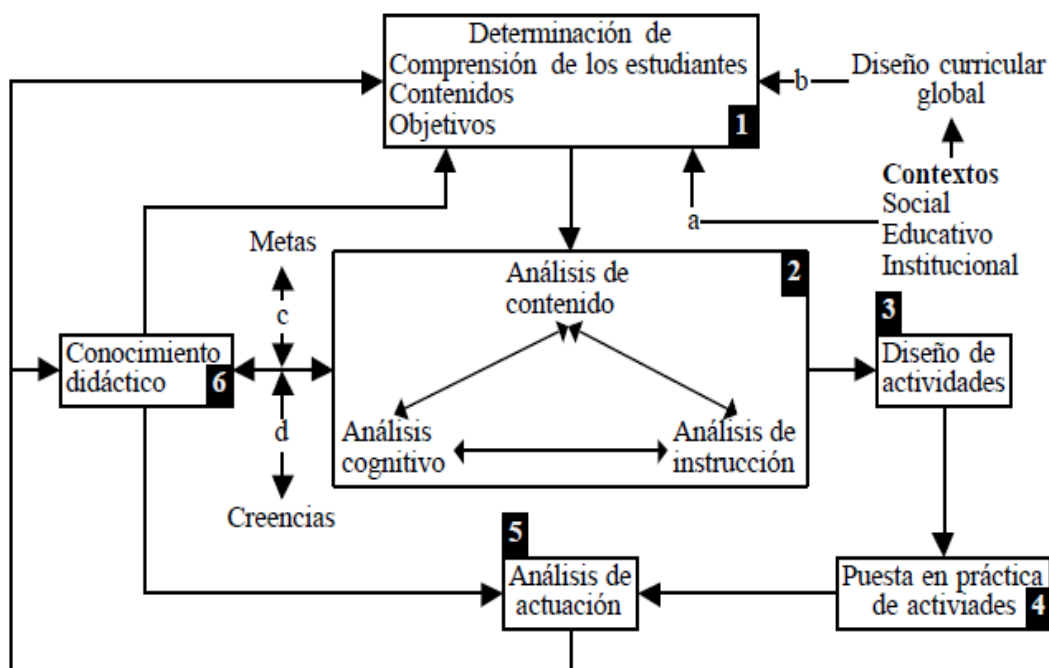 Determinación de
Comprensión de los estudiantes
Contenidos
Objetivos
1
b
Diseño curricular
global
Contextos
Social
Educativo
Institucional
a
Metas
c
d
Creencias
2
Análisis de
contenido
Análisis
cognitivo
Análisis de
instrucción
3
Diseño de
actividades
Conocimiento
didáctico
6
5
Análisis de
actuación
Puesta en práctica
de activiades
4